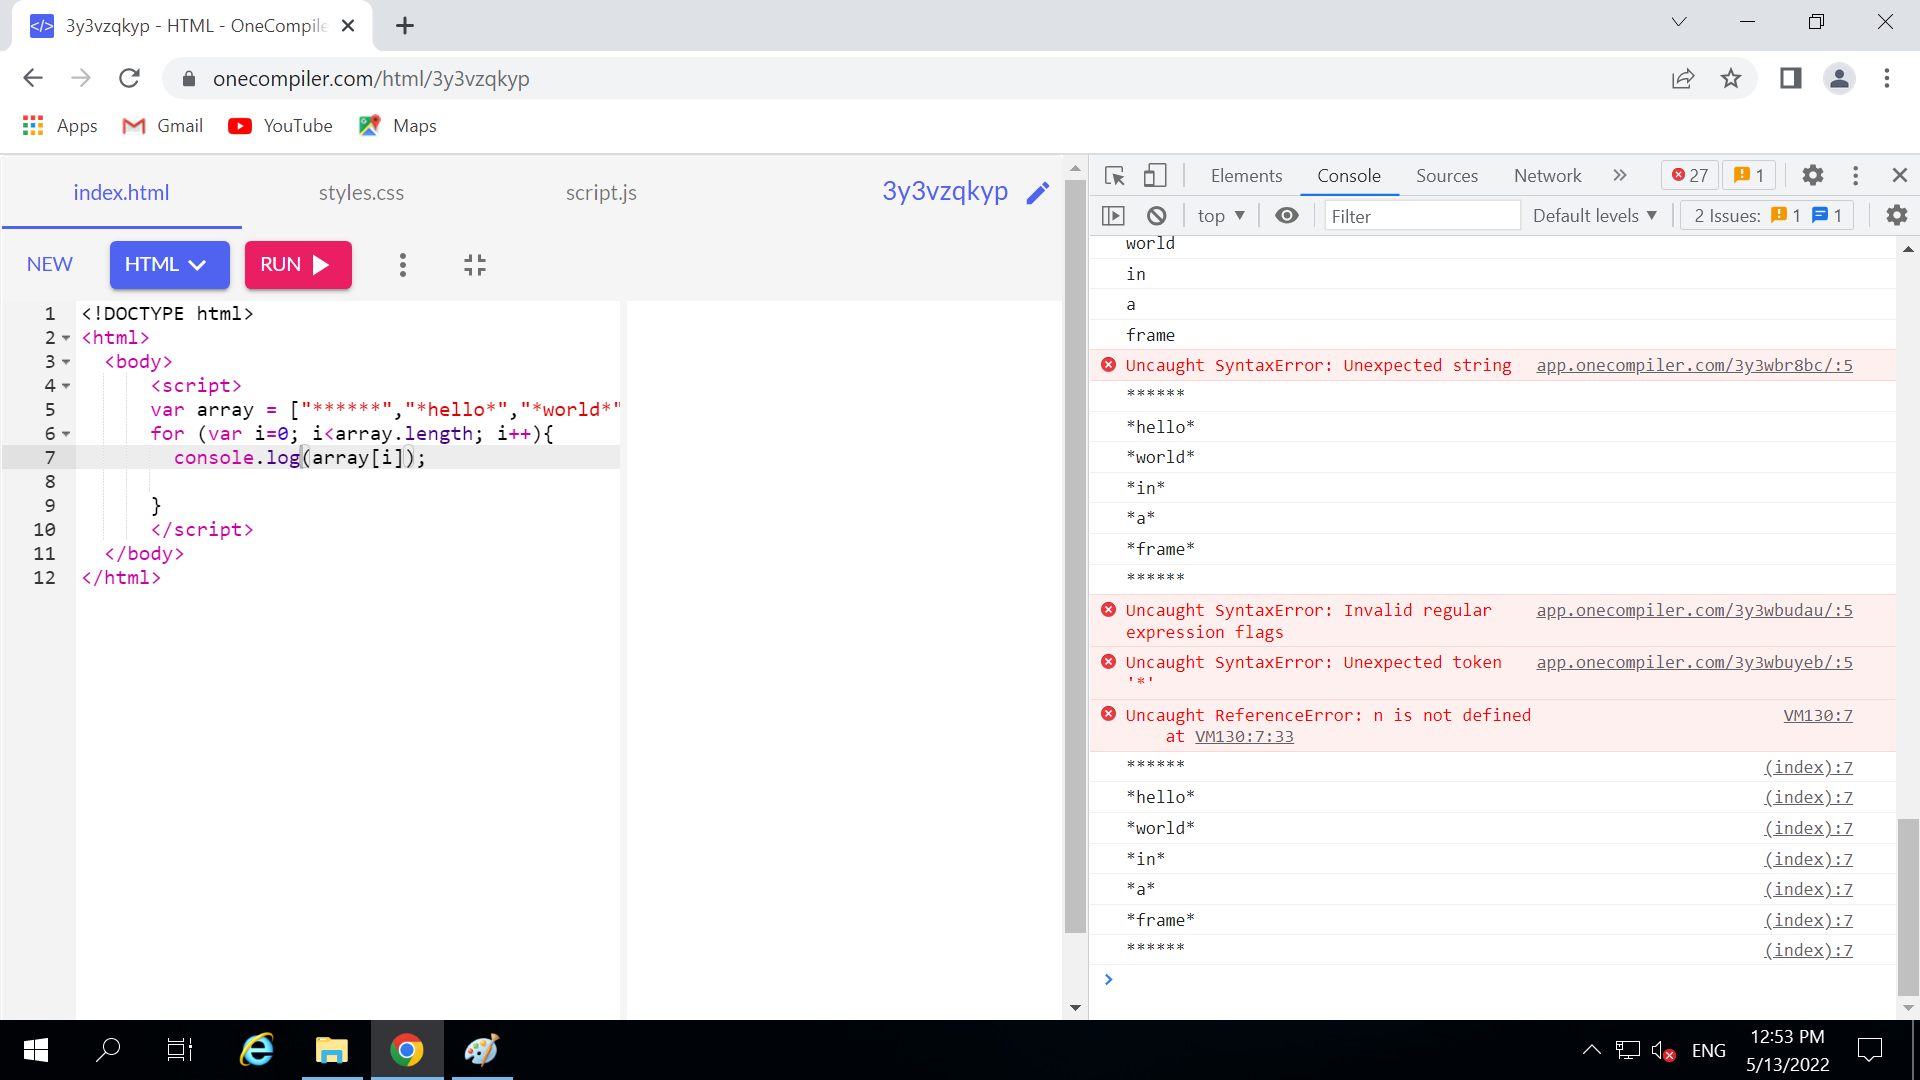 3y3vzqkyp - HTML - OneCompile
onecompiler.com/html/3y3vzqkyp
Apps Gmail YouTube Maps
index.html styles.css script.js 3y3vzqkyp
NEW HTML RUN
1 <!DOCTYPE html>
2 <html>
3 <body>
4 <script>
5 var array = ["******","*hello*","*world*"
6 for (var i=0; i<array.length; i++){
7 console.log(array[i]);
8
9 }
10 </script>
11 </body>
12 </html>
Elements Console Sources Network 27 1
top Filter Default levels 2 Issues: 1 1
world
in
a
frame
Uncaught SyntaxError: Unexpected string app.onecompiler.com/3y3wbr8bc/:5
******
*hello*
*world*
*in*
*a*
*frame*
******
Uncaught SyntaxError: Invalid regular app.onecompiler.com/3y3wbudau/:5
expression flags
Uncaught SyntaxError: Unexpected token app.onecompiler.com/3y3wbuyeb/:5
'*'
Uncaught ReferenceError: n is not defined VM130:7
at VM130:7:33
****** (index):7
*hello* (index):7
*world* (index):7
*in* (index):7
*a* (index):7
*frame* (index):7
****** (index):7
ENG
12:53 PM
5/13/2022